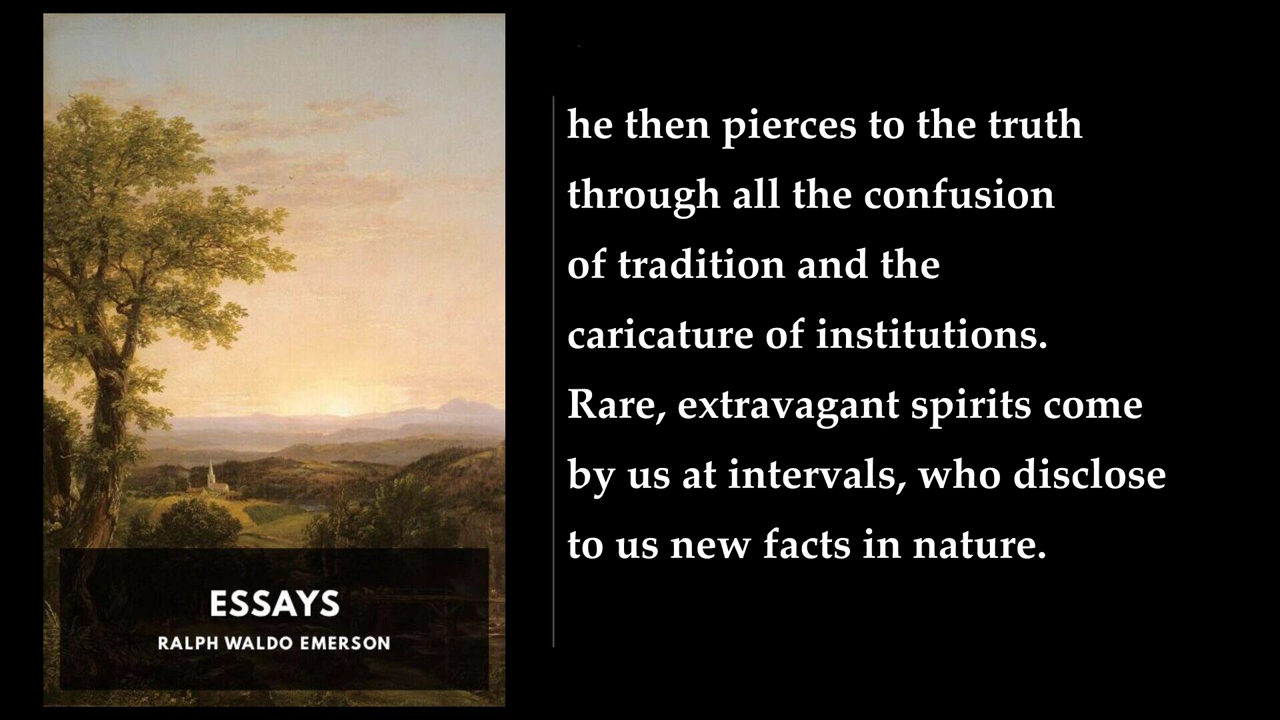 ESSAYS
RALPH WALDO EMERSON
he then pierces to the truth
through all the confusion
of tradition and the
caricature of institutions.
Rare, extravagant spirits come
by us at intervals, who disclose
to us new facts in nature.